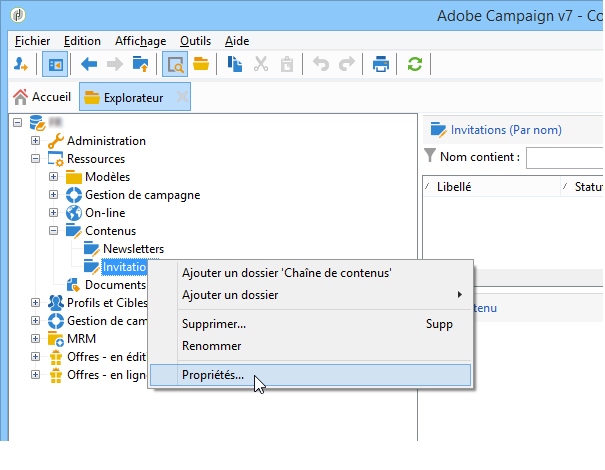 Adobe Campaign v7 - Co
Fichier Edition Affichage Outils Aide
Accueil Explorateur
Administration
Ressources
Modèles
Gestion de campagne
On-line
Contenus
Newsletters
Invitatio
Documents
Profils et Cibles
Gestion de cam
MRM
Offres - en édit
Offres - en lign
Ajouter un dossier 'Chaîne de contenus'
Ajouter un dossier
Supprimer... Supp
Renommer
Propriétés...
Invitations (Par nom)
Nom contient :
Libellé Statu
tenu